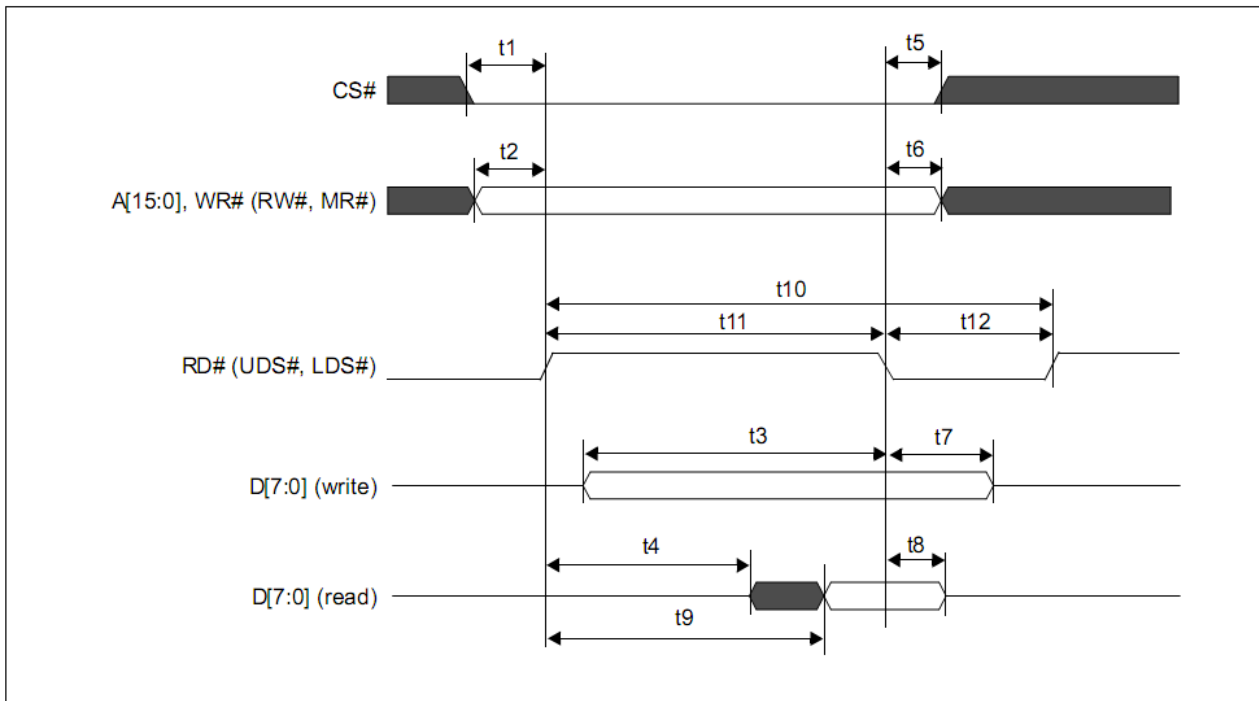 t1 t5
CS#
t2 t6
A[15:0], WR# (RW#, MR#)
t10
t11 t12
RD# (UDS#, LDS#)
t3 t7
D[7:0] (write)
t4 t8
D[7:0] (read)
t9